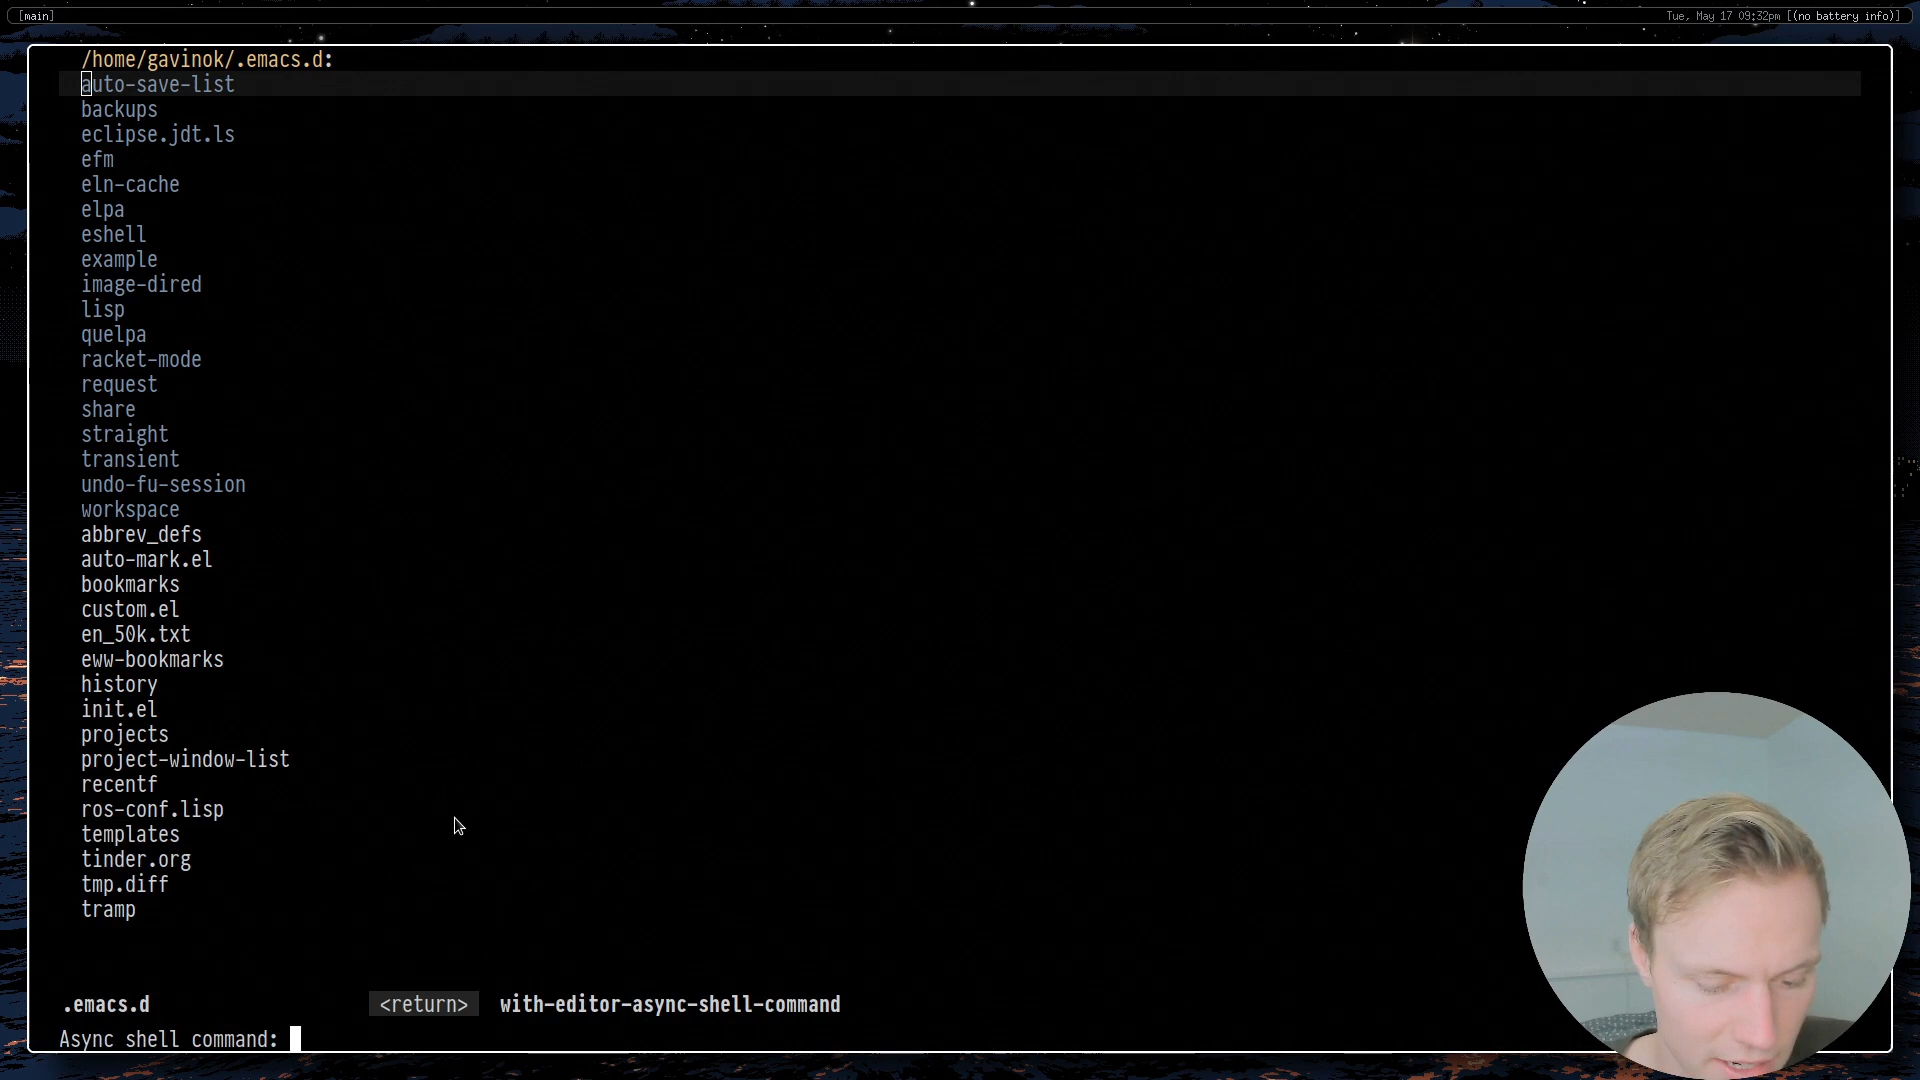 [main]
Tue, May 17 09:32pm [(no battery info)]
/home/gavinok/.emacs.d:
auto-save-list
backups
eclipse.jdt.ls
efm
eln-cache
elpa
eshell
example
image-dired
lisp
quelpa
racket-mode
request
share
straight
transient
undo-fu-session
workspace
abbrev_defs
auto-mark.el
bookmarks
custom.el
en_50k.txt
eww-bookmarks
history
init.el
projects
project-window-list
recentf
ros-conf.lisp
templates
tinder.org
tmp.diff
tramp
.emacs.d <return> with-editor-async-shell-command
Async shell command: